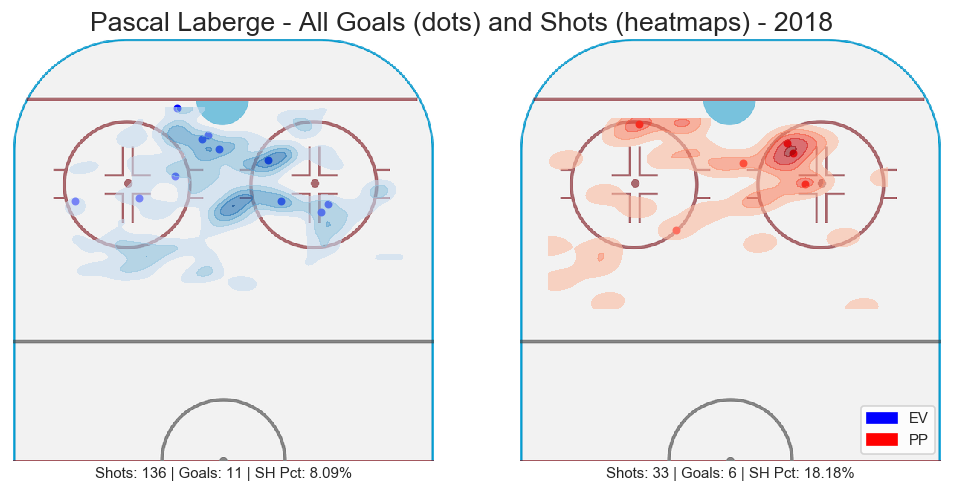 Pascal Laberge - All Goals (dots) and Shots (heatmaps) - 2018
EV
PP
Shots: 136 | Goals: 11 | SH Pct: 8.09%
Shots: 33 | Goals: 6 | SH Pct: 18.18%